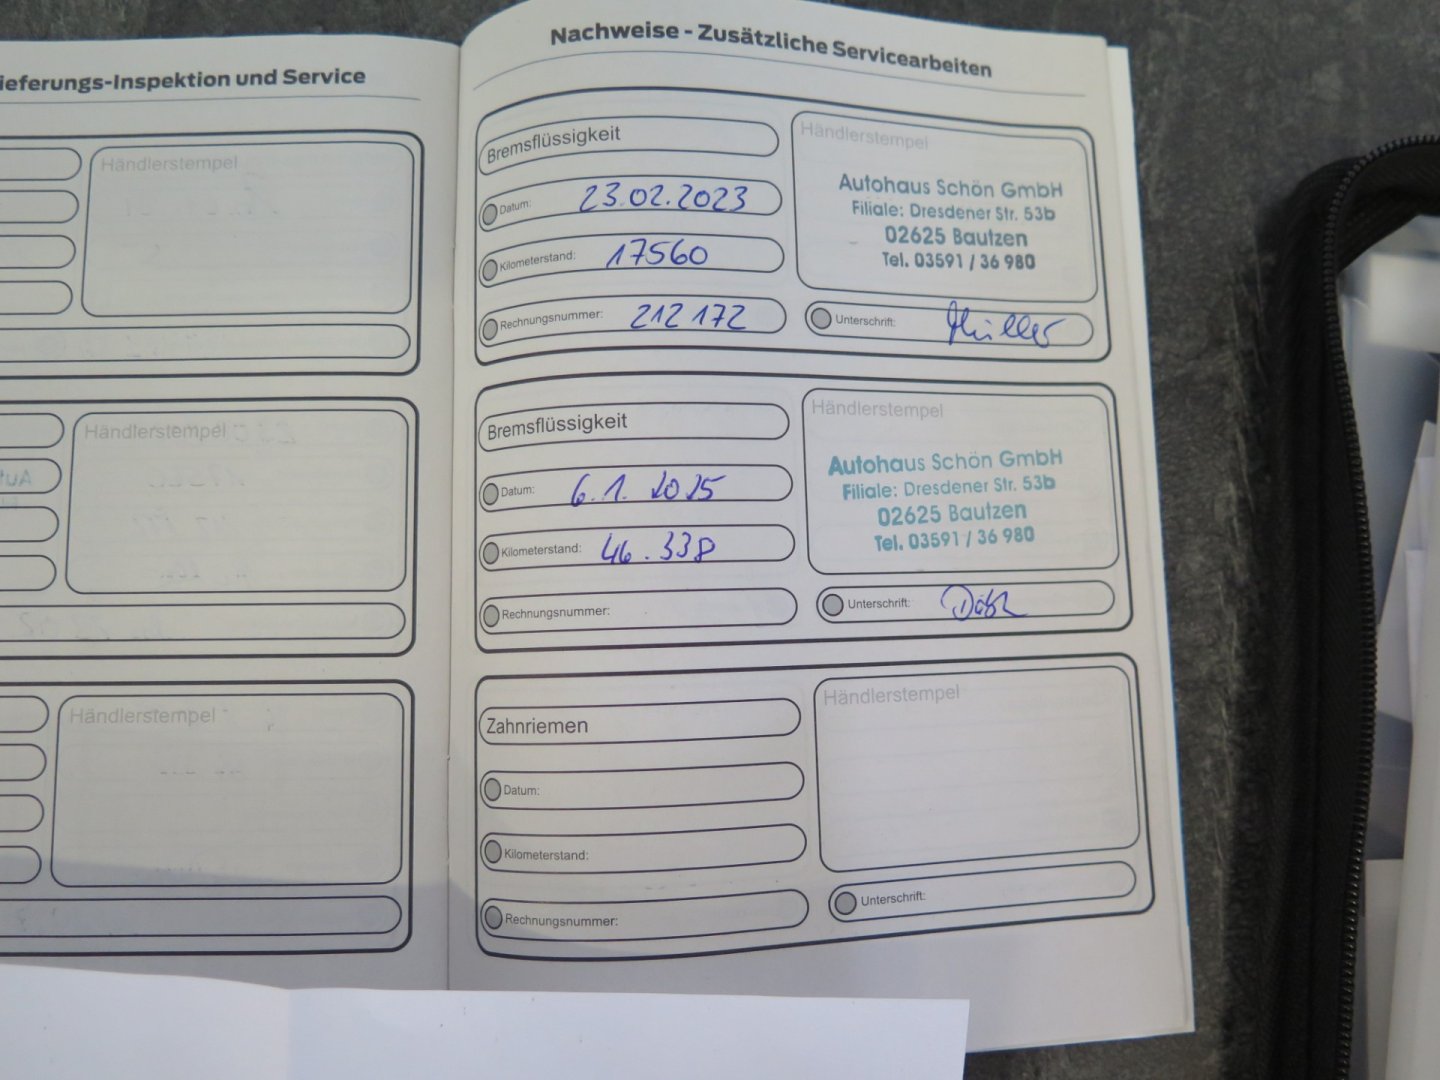 ieferungs-Inspektion und Service
Händlerstempel
Händlerstempel
Händlerstempel
Nachweise - Zusätzliche Servicearbeiten
Bremsflüssigkeit
Datum: 23.02.2023
Kilometerstand: 17560
Rechnungsnummer: 212 172
Händlerstempel
Autohaus Schön GmbH
Filiale: Dresdener Str. 53b
02625 Bautzen
Tel. 03591 / 36 980
Unterschrift: Müller
Bremsflüssigkeit
Datum: 6.1. 2025
Kilometerstand: 46.338
Rechnungsnummer:
Händlerstempel
Autohaus Schön GmbH
Filiale: Dresdener Str. 53b
02625 Bautzen
Tel. 03591 / 36 980
Unterschrift:
Zahnriemen
Datum:
Kilometerstand:
Rechnungsnummer:
Händlerstempel
Unterschrift: